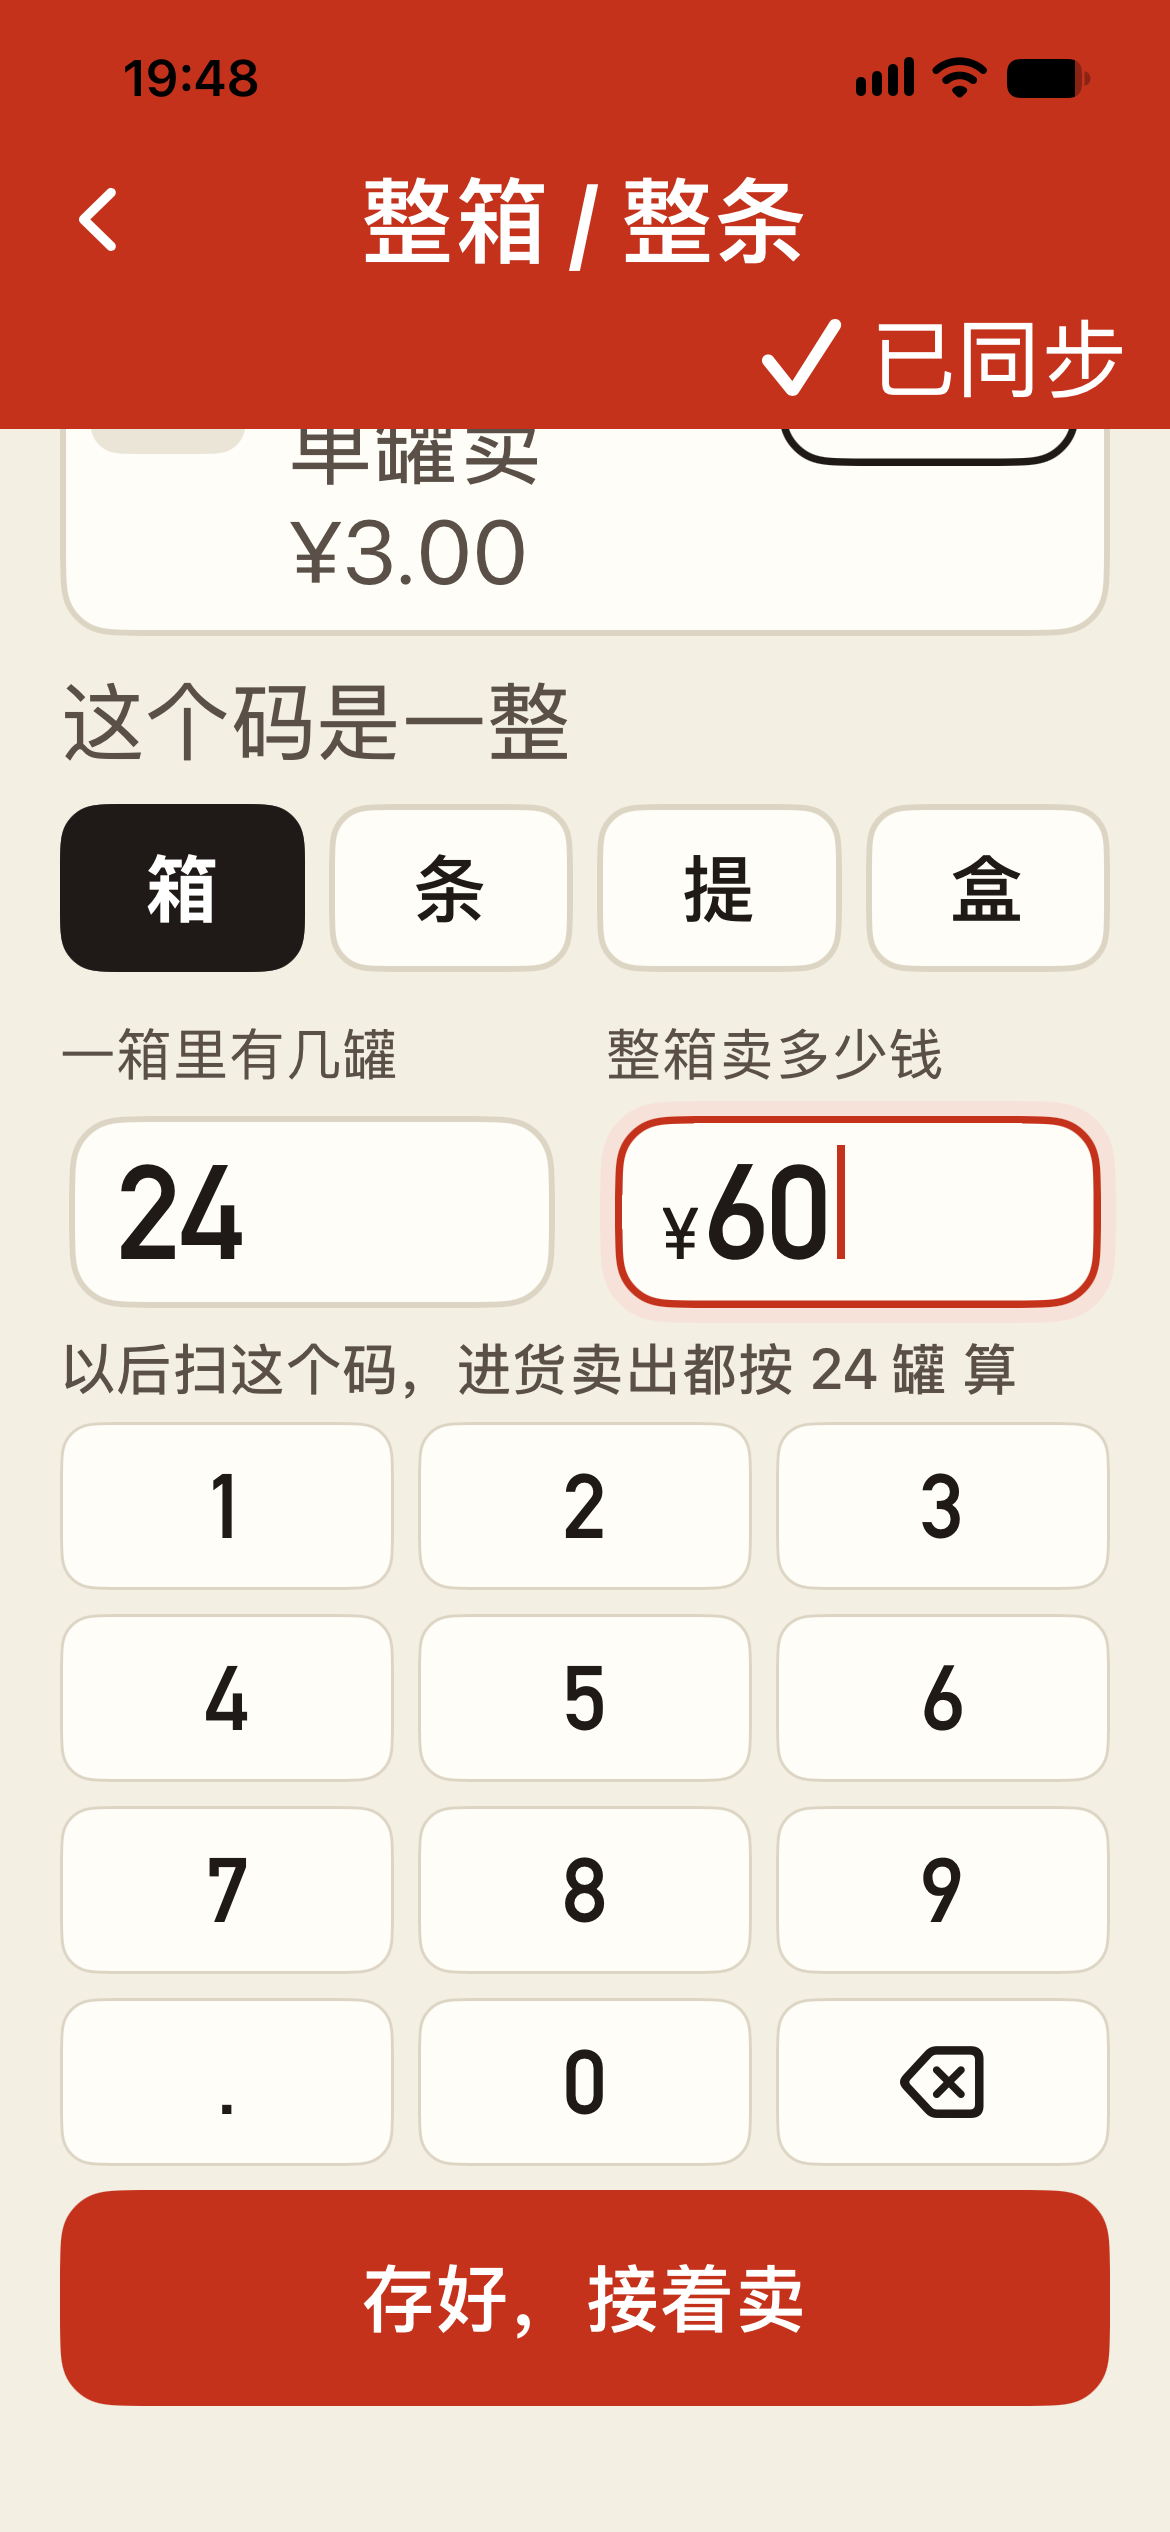 19:48
整箱 / 整条
已同步
单罐卖
¥3.00
这个码是一整
箱 条 提 盒
一箱里有几罐 整箱卖多少钱
24 ¥60
以后扫这个码，进货卖出都按 24 罐 算
1 2 3
4 5 6
7 8 9
. 0
存好，接着卖